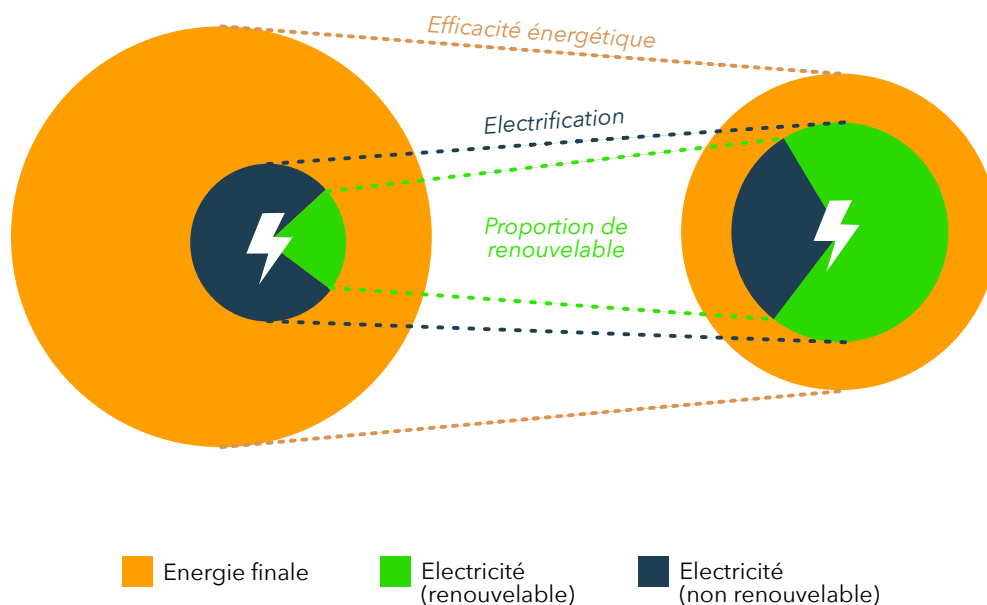 Efficacité énergétique
Electrification
Proportion de
renouvelable
Energie finale
Electricité
(renouvelable)
Electricité
(non renouvelable)